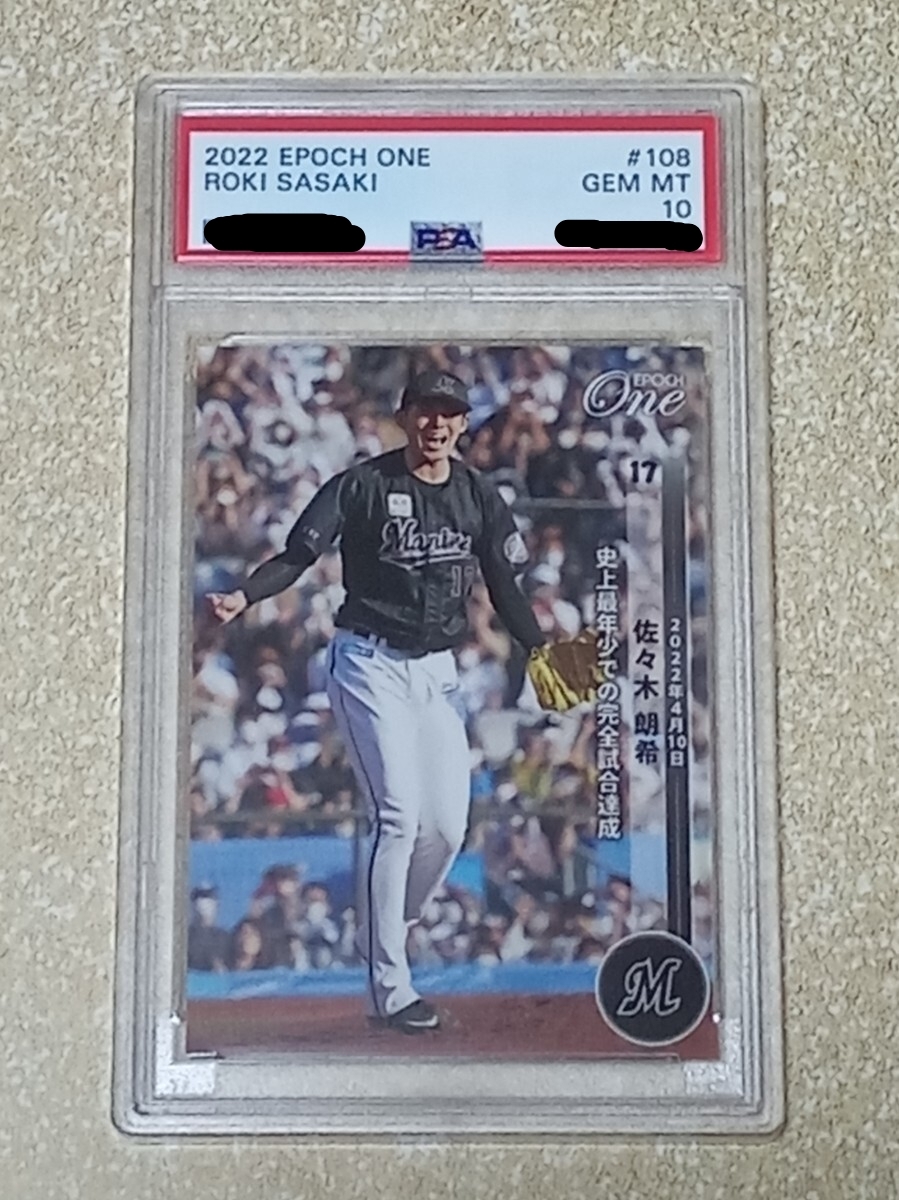 2022 EPOCH ONE
#108
ROKI SASAKI
GEM MT
10
PSA
EPOCH
One
17
2022年4月10日
佐々木 朗希
史上最年少での完全試合達成
M
Marines
17
M